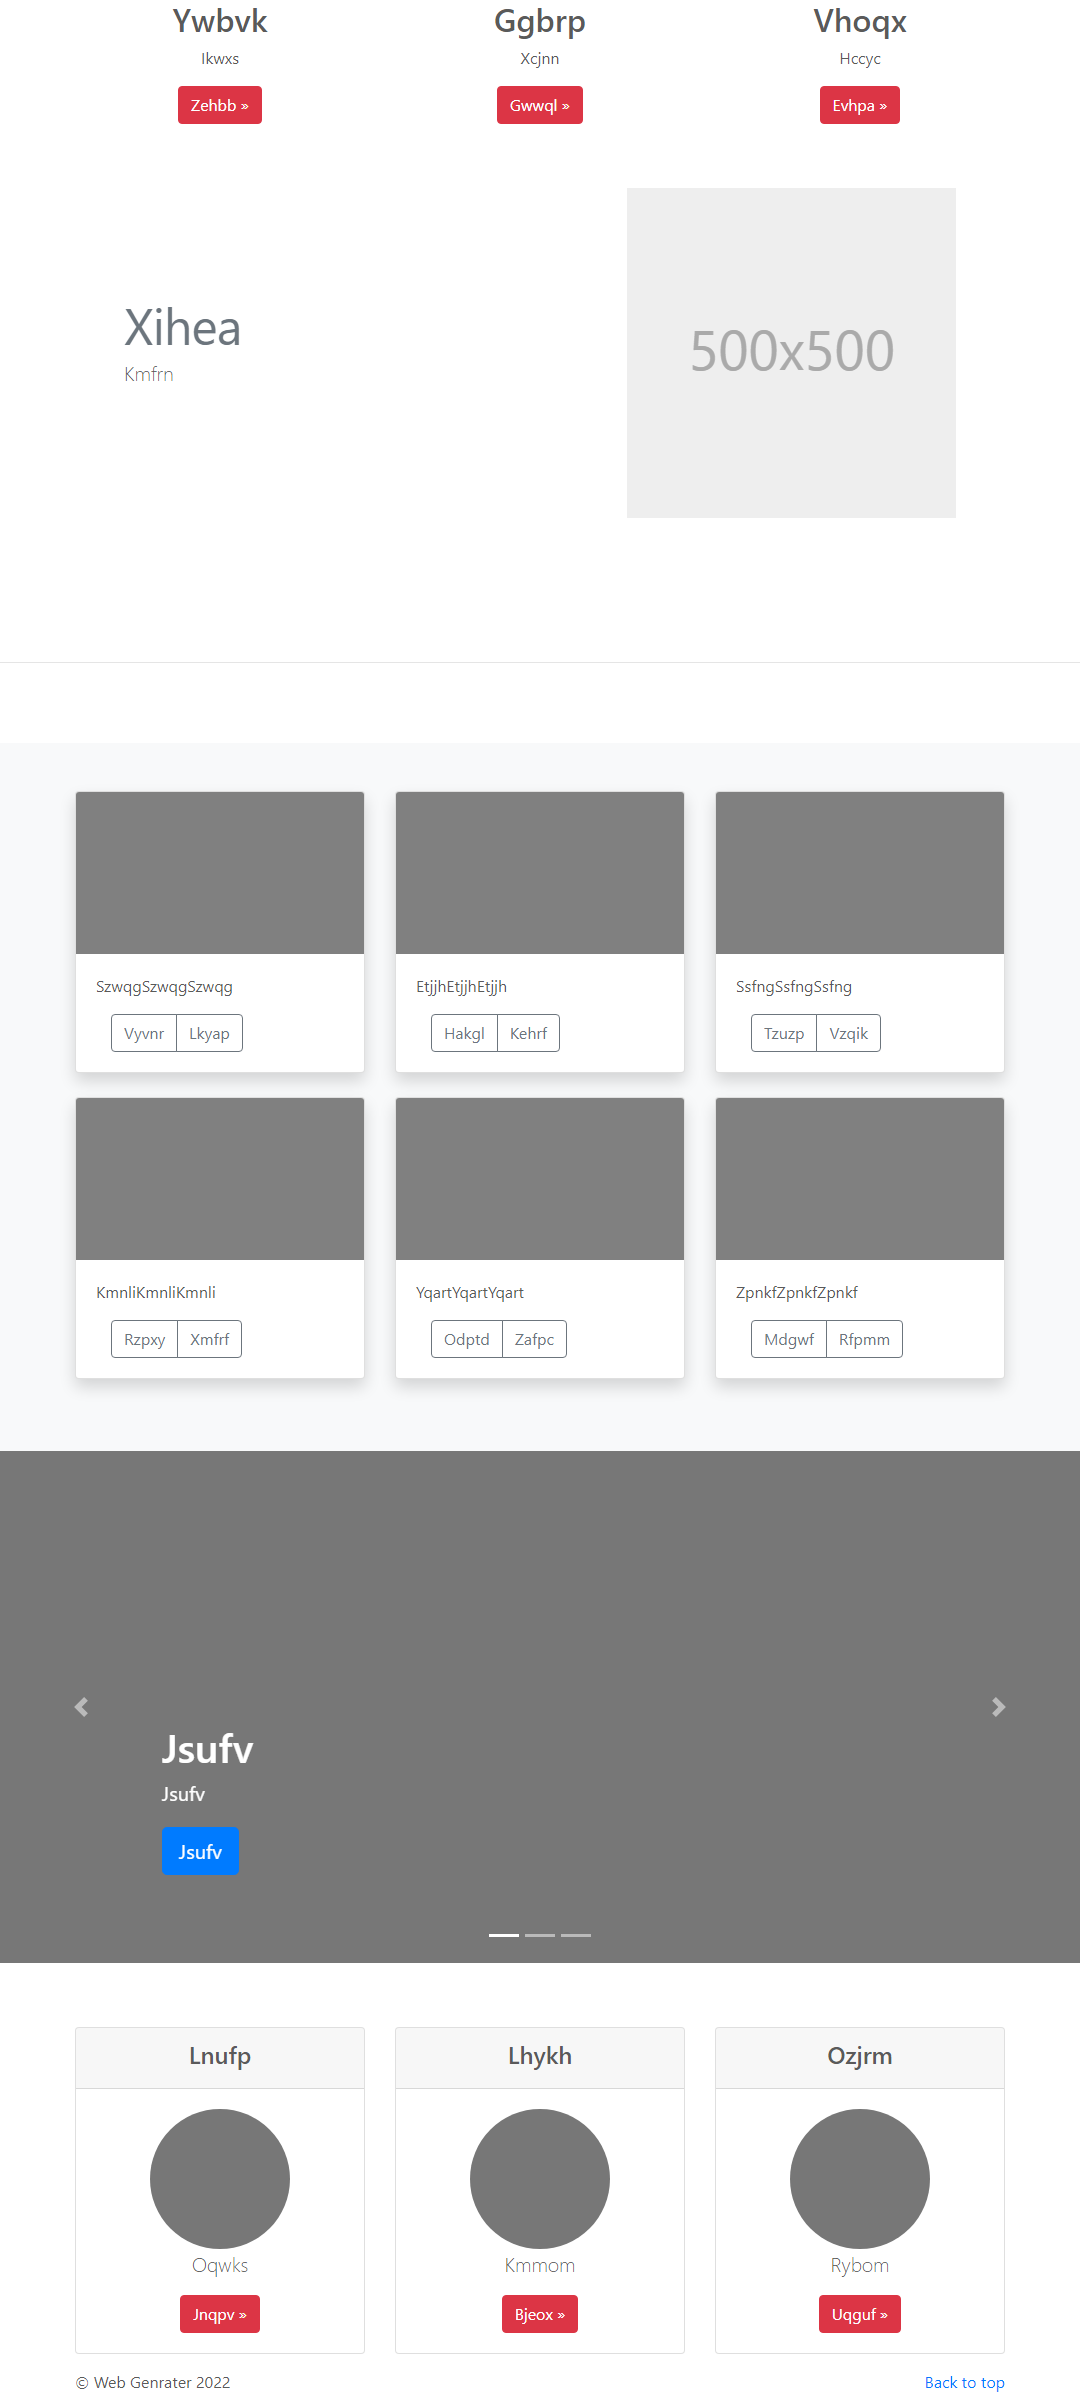 Ywbvk Ggbrp Vhoqx
Ikwxs Xcjnn Hccyc
Zehbb » Gwwql » Evhpa »
Xihea
Kmfrn
500x500
SzwqgSzwqgSzwqg EtjjhEtjjhEtjjh SsfngSsfngSsfng
Vyvnr Lkyap Hakgl Kehrf Tzuzp Vzqik
KmnliKmnliKmnli YqartYqartYqart ZpnkfZpnkfZpnkf
Rzpxy Xmfrf Odptd Zafpc Mdgwf Rfpmm
Jsufv
Jsufv
Jsufv
Lnufp Lhykh Ozjrm
Oqwks Kmmom Rybom
Jnqpv » Bjeox » Uqguf »
© Web Genrater 2022 Back to top